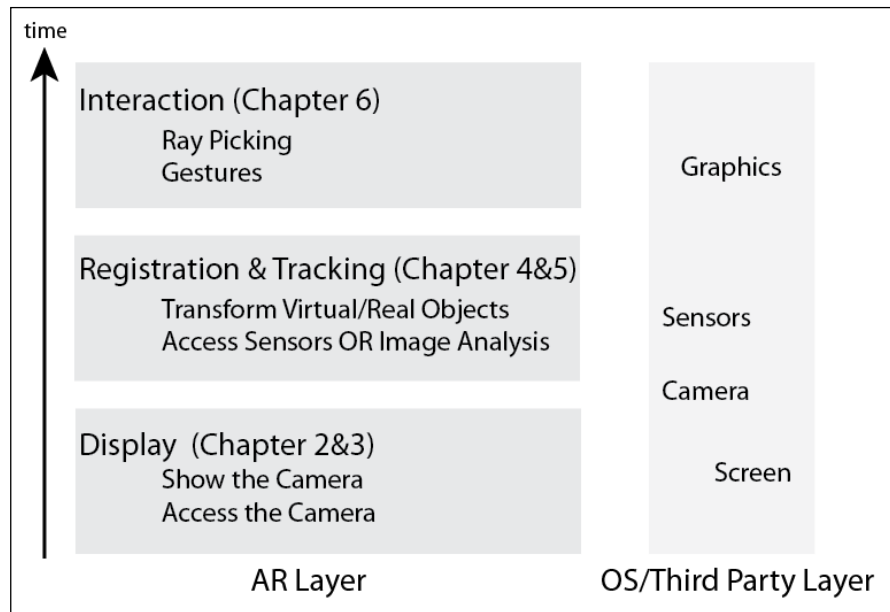 time
Interaction (Chapter 6)
Ray Picking
Gestures
Registration & Tracking (Chapter 4&5)
Transform Virtual/Real Objects
Access Sensors OR Image Analysis
Display (Chapter 2&3)
Show the Camera
Access the Camera
AR Layer
Graphics
Sensors
Camera
Screen
OS/Third Party Layer